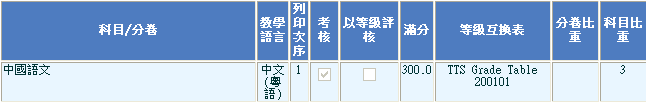 科目/分卷
教學
語言
列
印
次
序
考
核
以等級評
核
滿分
等級互換表
分卷比
重
科目比
重
中國語文
中文
(粵
語)
1
300.0
TTS Grade Table
200101
3